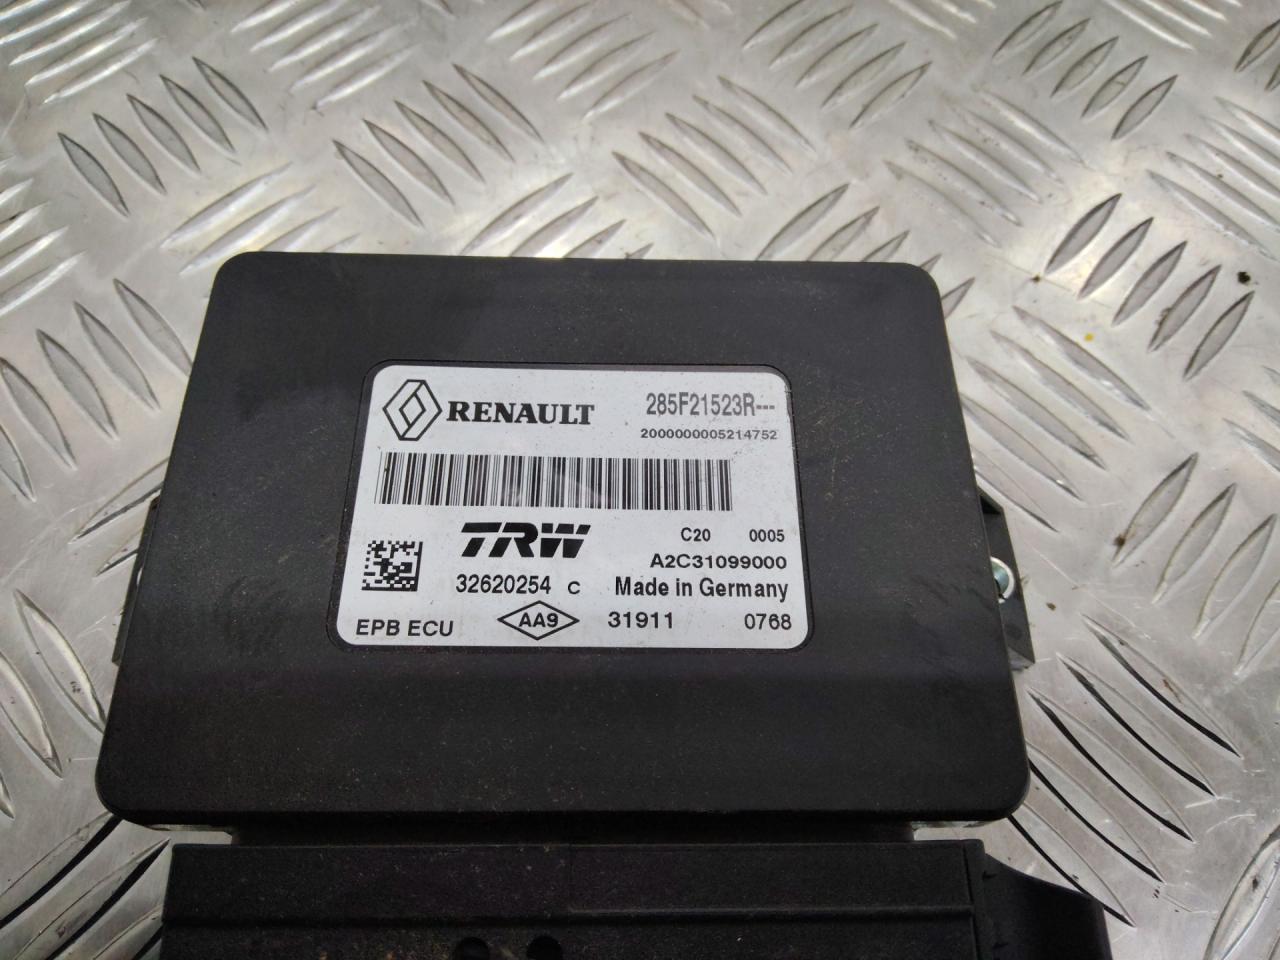 RENAULT 285F21523R---
2000000005214752
TRW C20 0005
A2C31099000
32620254 C Made in Germany
EPB ECU AA9 31911 0768